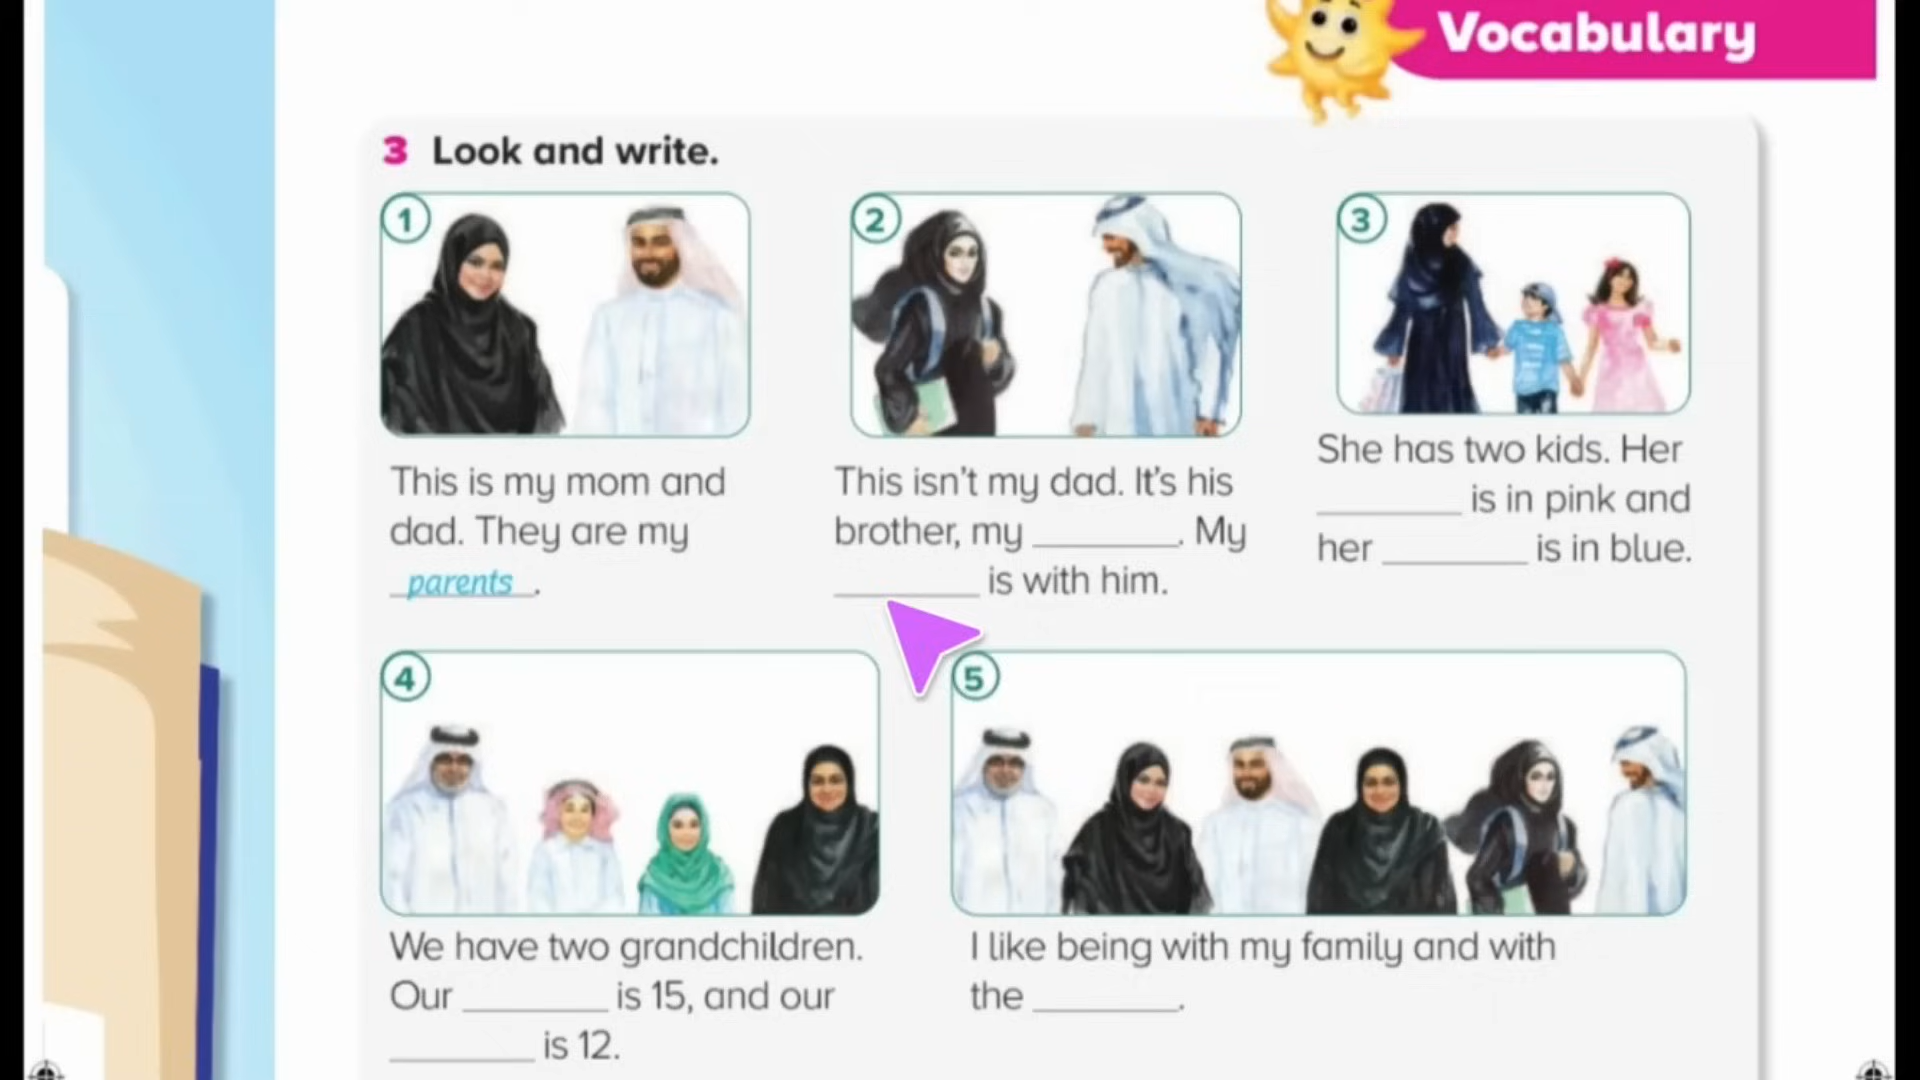 Vocabulary
3 Look and write.
1
This is my mom and
dad. They are my
parents.
2
This isn't my dad. It's his
brother, my ________. My
________ is with him.
3
She has two kids. Her
________ is in pink and
her ________ is in blue.
4
We have two grandchildren.
Our ________ is 15, and our
________ is 12.
5
I like being with my family and with
the ________.